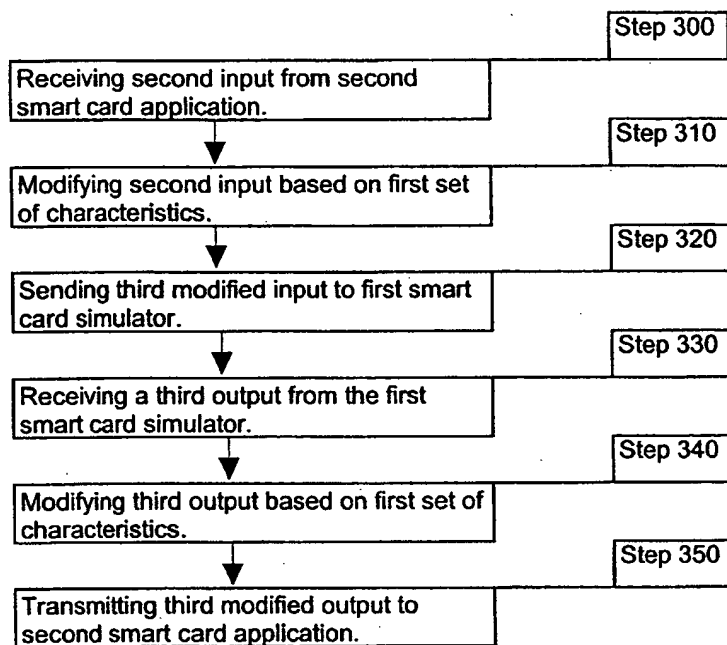 Step 300
Receiving second input from second
smart card application.
Step 310
Modifying second input based on first set
of characteristics.
Step 320
Sending third modified input to first smart
card simulator.
Step 330
Receiving a third output from the first
smart card simulator.
Step 340
Modifying third output based on first set of
characteristics.
Step 350
Transmitting third modified output to
second smart card application.